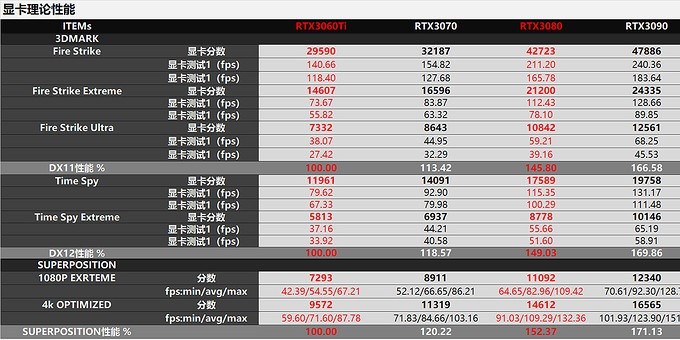 显卡理论性能
ITEMs RTX3060Ti RTX3070 RTX3080 RTX3090
3DMARK
Fire Strike 显卡分数 29590 32187 42723 47886
显卡测试1（fps） 140.66 154.82 211.20 240.36
显卡测试1（fps） 118.40 127.68 165.78 183.64
Fire Strike Extreme 显卡分数 14607 16596 21200 24335
显卡测试1（fps） 73.67 83.87 112.43 128.66
显卡测试1（fps） 55.82 63.32 78.10 89.85
Fire Strike Ultra 显卡分数 7332 8643 10842 12561
显卡测试1（fps） 38.07 44.95 59.21 68.25
显卡测试1（fps） 27.42 32.29 39.16 45.53
DX11性能 % 100.00 113.42 145.80 166.58
Time Spy 显卡分数 11961 14091 17589 19758
显卡测试1（fps） 79.62 92.90 115.35 131.17
显卡测试1（fps） 67.33 79.98 100.29 111.48
Time Spy Extreme 显卡分数 5813 6937 8778 10146
显卡测试1（fps） 37.16 44.21 55.66 65.19
显卡测试1（fps） 33.92 40.58 51.60 58.91
DX12性能 % 100.00 118.57 149.03 169.86
SUPERPOSITION
1080P EXRTEME 分数 7293 8911 11092 12340
fps:min/avg/max 42.39/54.55/67.21 52.12/66.65/86.21 64.65/82.96/109.42 70.61/92.30/128.7
4k OPTIMIZED 分数 9572 11319 14612 16565
fps:min/avg/max 59.60/71.60/87.78 71.83/84.66/103.16 91.03/109.29/132.36 101.93/123.90/151
SUPERPOSITION性能 % 100.00 120.22 152.37 171.13